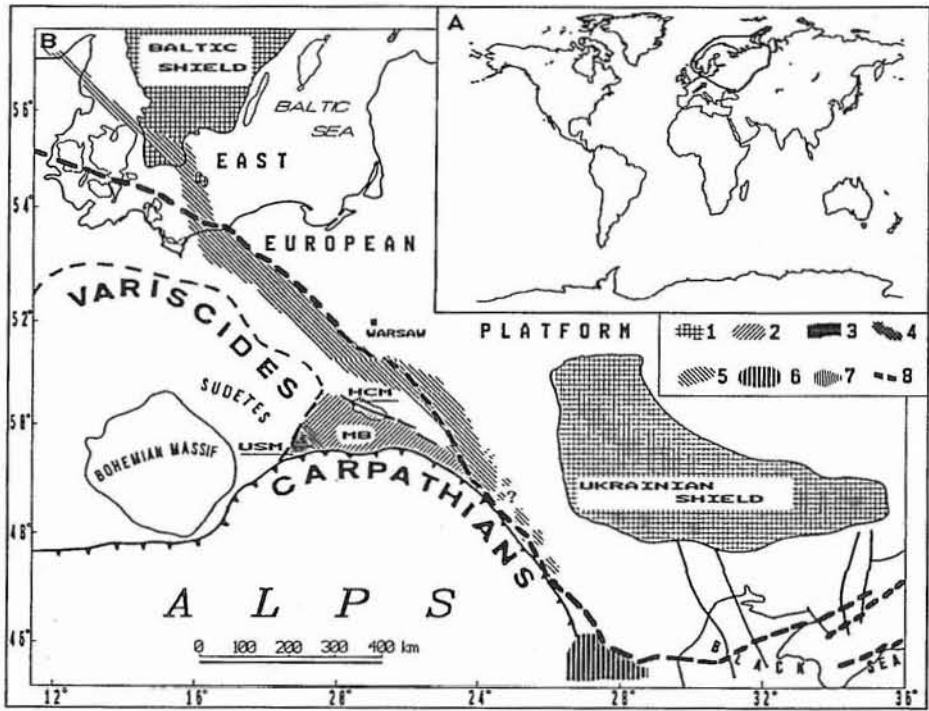 A
B
BALTIC
SHIELD
BALTIC
SEA
EAST
EUROPEAN
PLATFORM
VARISCIDES
WARSAW
SUDETES
HCM
MB
USM
BOHEMIAN MASSIF
CARPATHIANS
UKRAINIAN
SHIELD
ALPS
BLACK SEA
0 100 200 300 400 km
1 2 3 4
5 6 7 8
?
56°
54°
52°
50°
48°
46°
12° 16° 20° 24° 28° 32° 36°